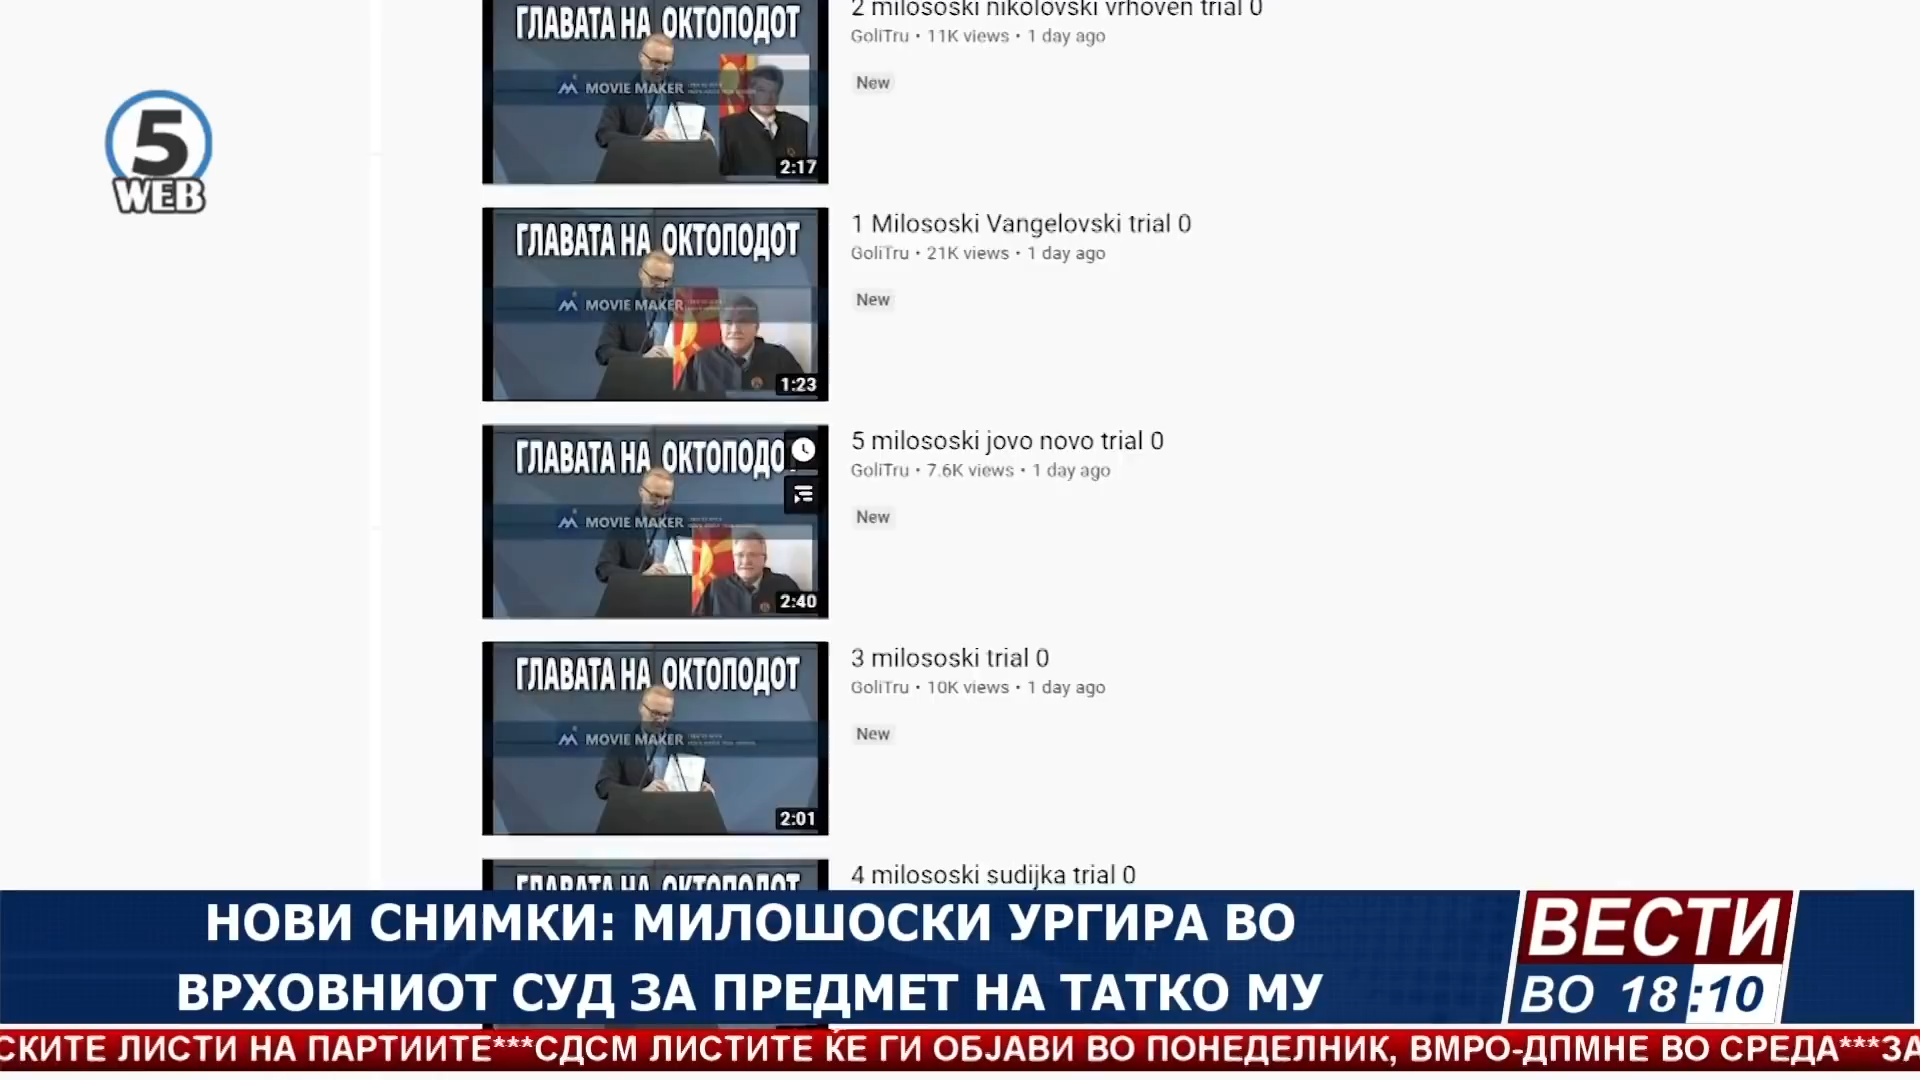 2 milososki nikolovski vrhoven trial 0
GoliTru • 11K views • 1 day ago
New
ГЛАВАТА НА ОКТОПОДОТ
MOVIE MAKER
2:17
5
WEB
1 Milososki Vangelovski trial 0
GoliTru • 21K views • 1 day ago
New
ГЛАВАТА НА ОКТОПОДОТ
MOVIE MAKER
1:23
5 milososki jovo novo trial 0
GoliTru • 7.6K views • 1 day ago
New
ГЛАВАТА НА ОКТОПОДО
MOVIE MAKER
2:40
3 milososki trial 0
GoliTru • 10K views • 1 day ago
New
ГЛАВАТА НА ОКТОПОДОТ
MOVIE MAKER
2:01
4 milososki sudijka trial 0
ГЛАВАТА НА ОКТОПОДОТ
НОВИ СНИМКИ: МИЛОШОСКИ УРГИРА ВО
ВРХОВНИОТ СУД ЗА ПРЕДМЕТ НА ТАТКО МУ
ВЕСТИ
ВО 18:10
СКИТЕ ЛИСТИ НА ПАРТИИТЕ***СДСМ ЛИСТИТЕ ЌЕ ГИ ОБЈАВИ ВО ПОНЕДЕЛНИК, ВМРО-ДПМНЕ ВО СРЕДА***ЗА